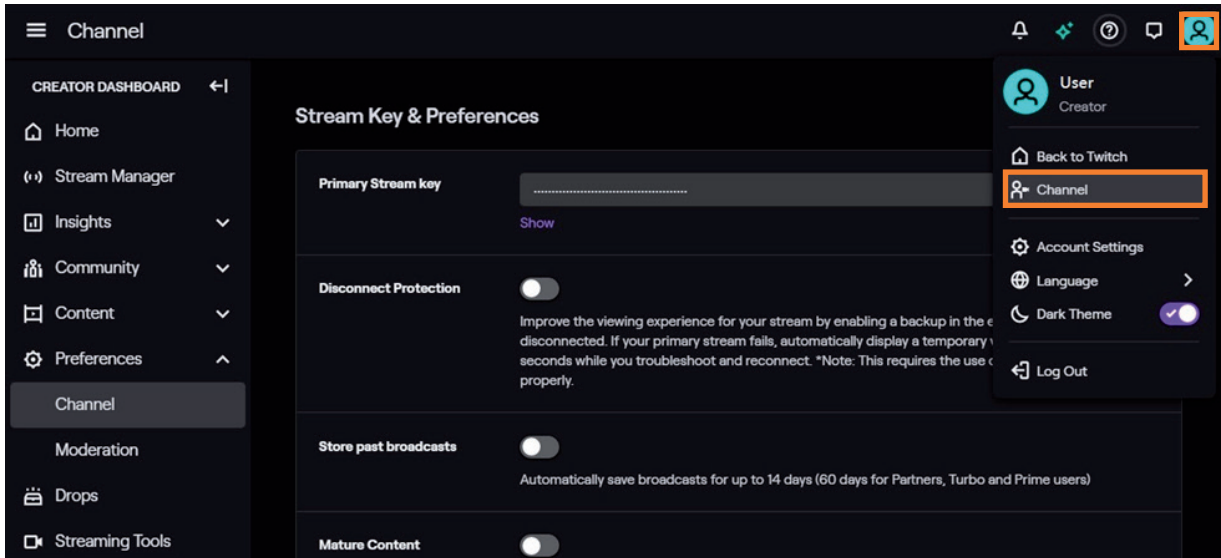 Channel
CREATOR DASHBOARD
Home
Stream Manager
Insights
Community
Content
Preferences
Channel
Moderation
Drops
Streaming Tools
Stream Key & Preferences
Primary Stream key
Show
Disconnect Protection
Improve the viewing experience for your stream by enabling a backup in the e
disconnected. If your primary stream fails, automatically display a temporary
seconds while you troubleshoot and reconnect. *Note: This requires the use
properly.
Store past broadcasts
Automatically save broadcasts for up to 14 days (60 days for Partners, Turbo and Prime users)
Mature Content
User
Creator
Back to Twitch
Channel
Account Settings
Language
Dark Theme
Log Out